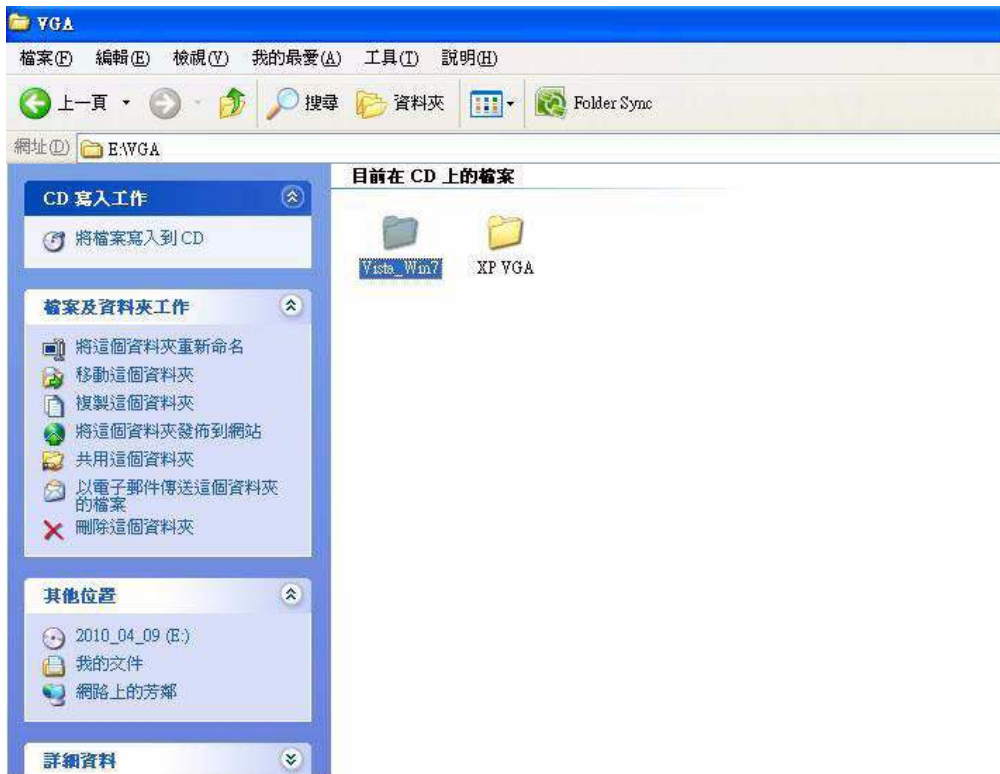 VGA
檔案(F) 編輯(E) 檢視(V) 我的最愛(A) 工具(T) 說明(H)
上一頁 搜尋 資料夾 Folder Sync
網址(D) E:\VGA
目前在 CD 上的檔案
Vista_Win7 XP VGA
CD 寫入工作
將檔案寫入到 CD
檔案及資料夾工作
將這個資料夾重新命名
移動這個資料夾
複製這個資料夾
將這個資料夾發佈到網站
共用這個資料夾
以電子郵件傳送這個資料夾
的檔案
刪除這個資料夾
其他位置
2010_04_09 (E:)
我的文件
網路上的芳鄰
詳細資料